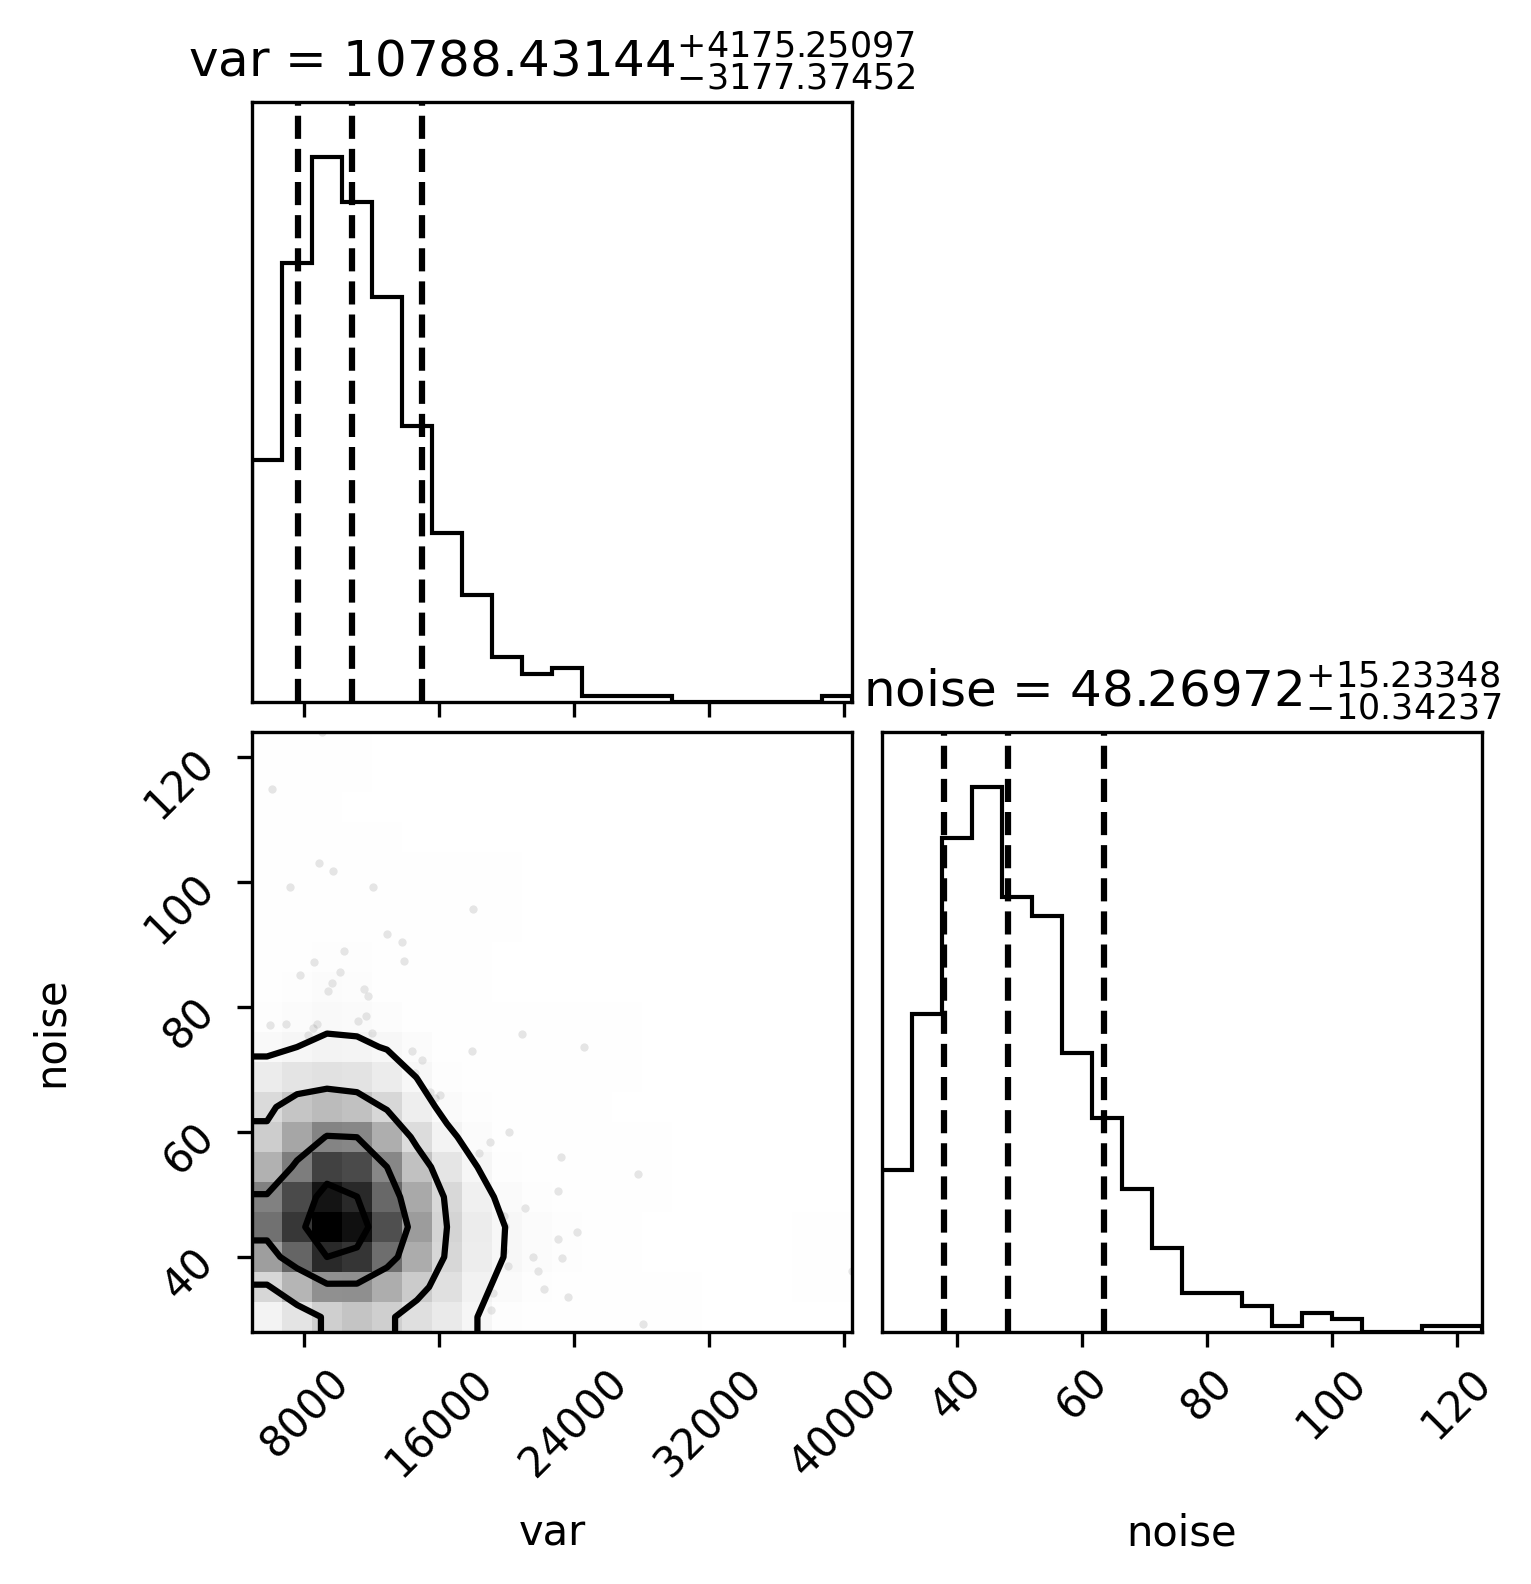 var = 10788.43144+4175.25097−3177.37452
noise = 48.26972+15.23348−10.34237
120
100
80
60
40
noise
8000 16000 24000 32000 40000
40 60 80 100 120
var
noise